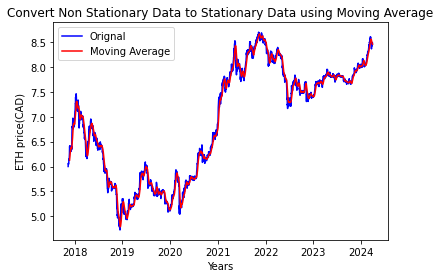 Convert Non Stationary Data to Stationary Data using Moving Average
Orignal
Moving Average
8.5
8.0
7.5
7.0
6.5
6.0
5.5
5.0
ETH price(CAD)
2018 2019 2020 2021 2022 2023 2024
Years